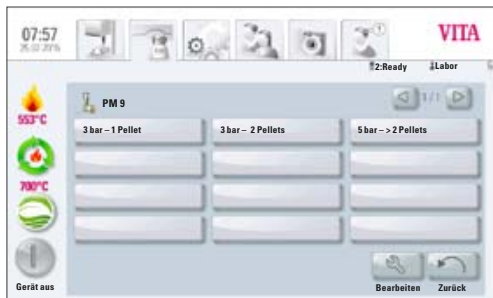 07:57
VITA
2:Ready
Labor
PM 9
1/1
553°C
3 bar – 1 Pellet
3 bar – 2 Pellets
5 bar – > 2 Pellets
700°C
Gerät aus
Bearbeiten
Zurück